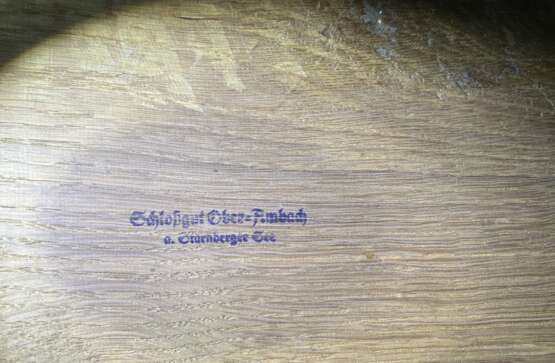 Schloßgut Ober-Ambach
a. Starnberger See